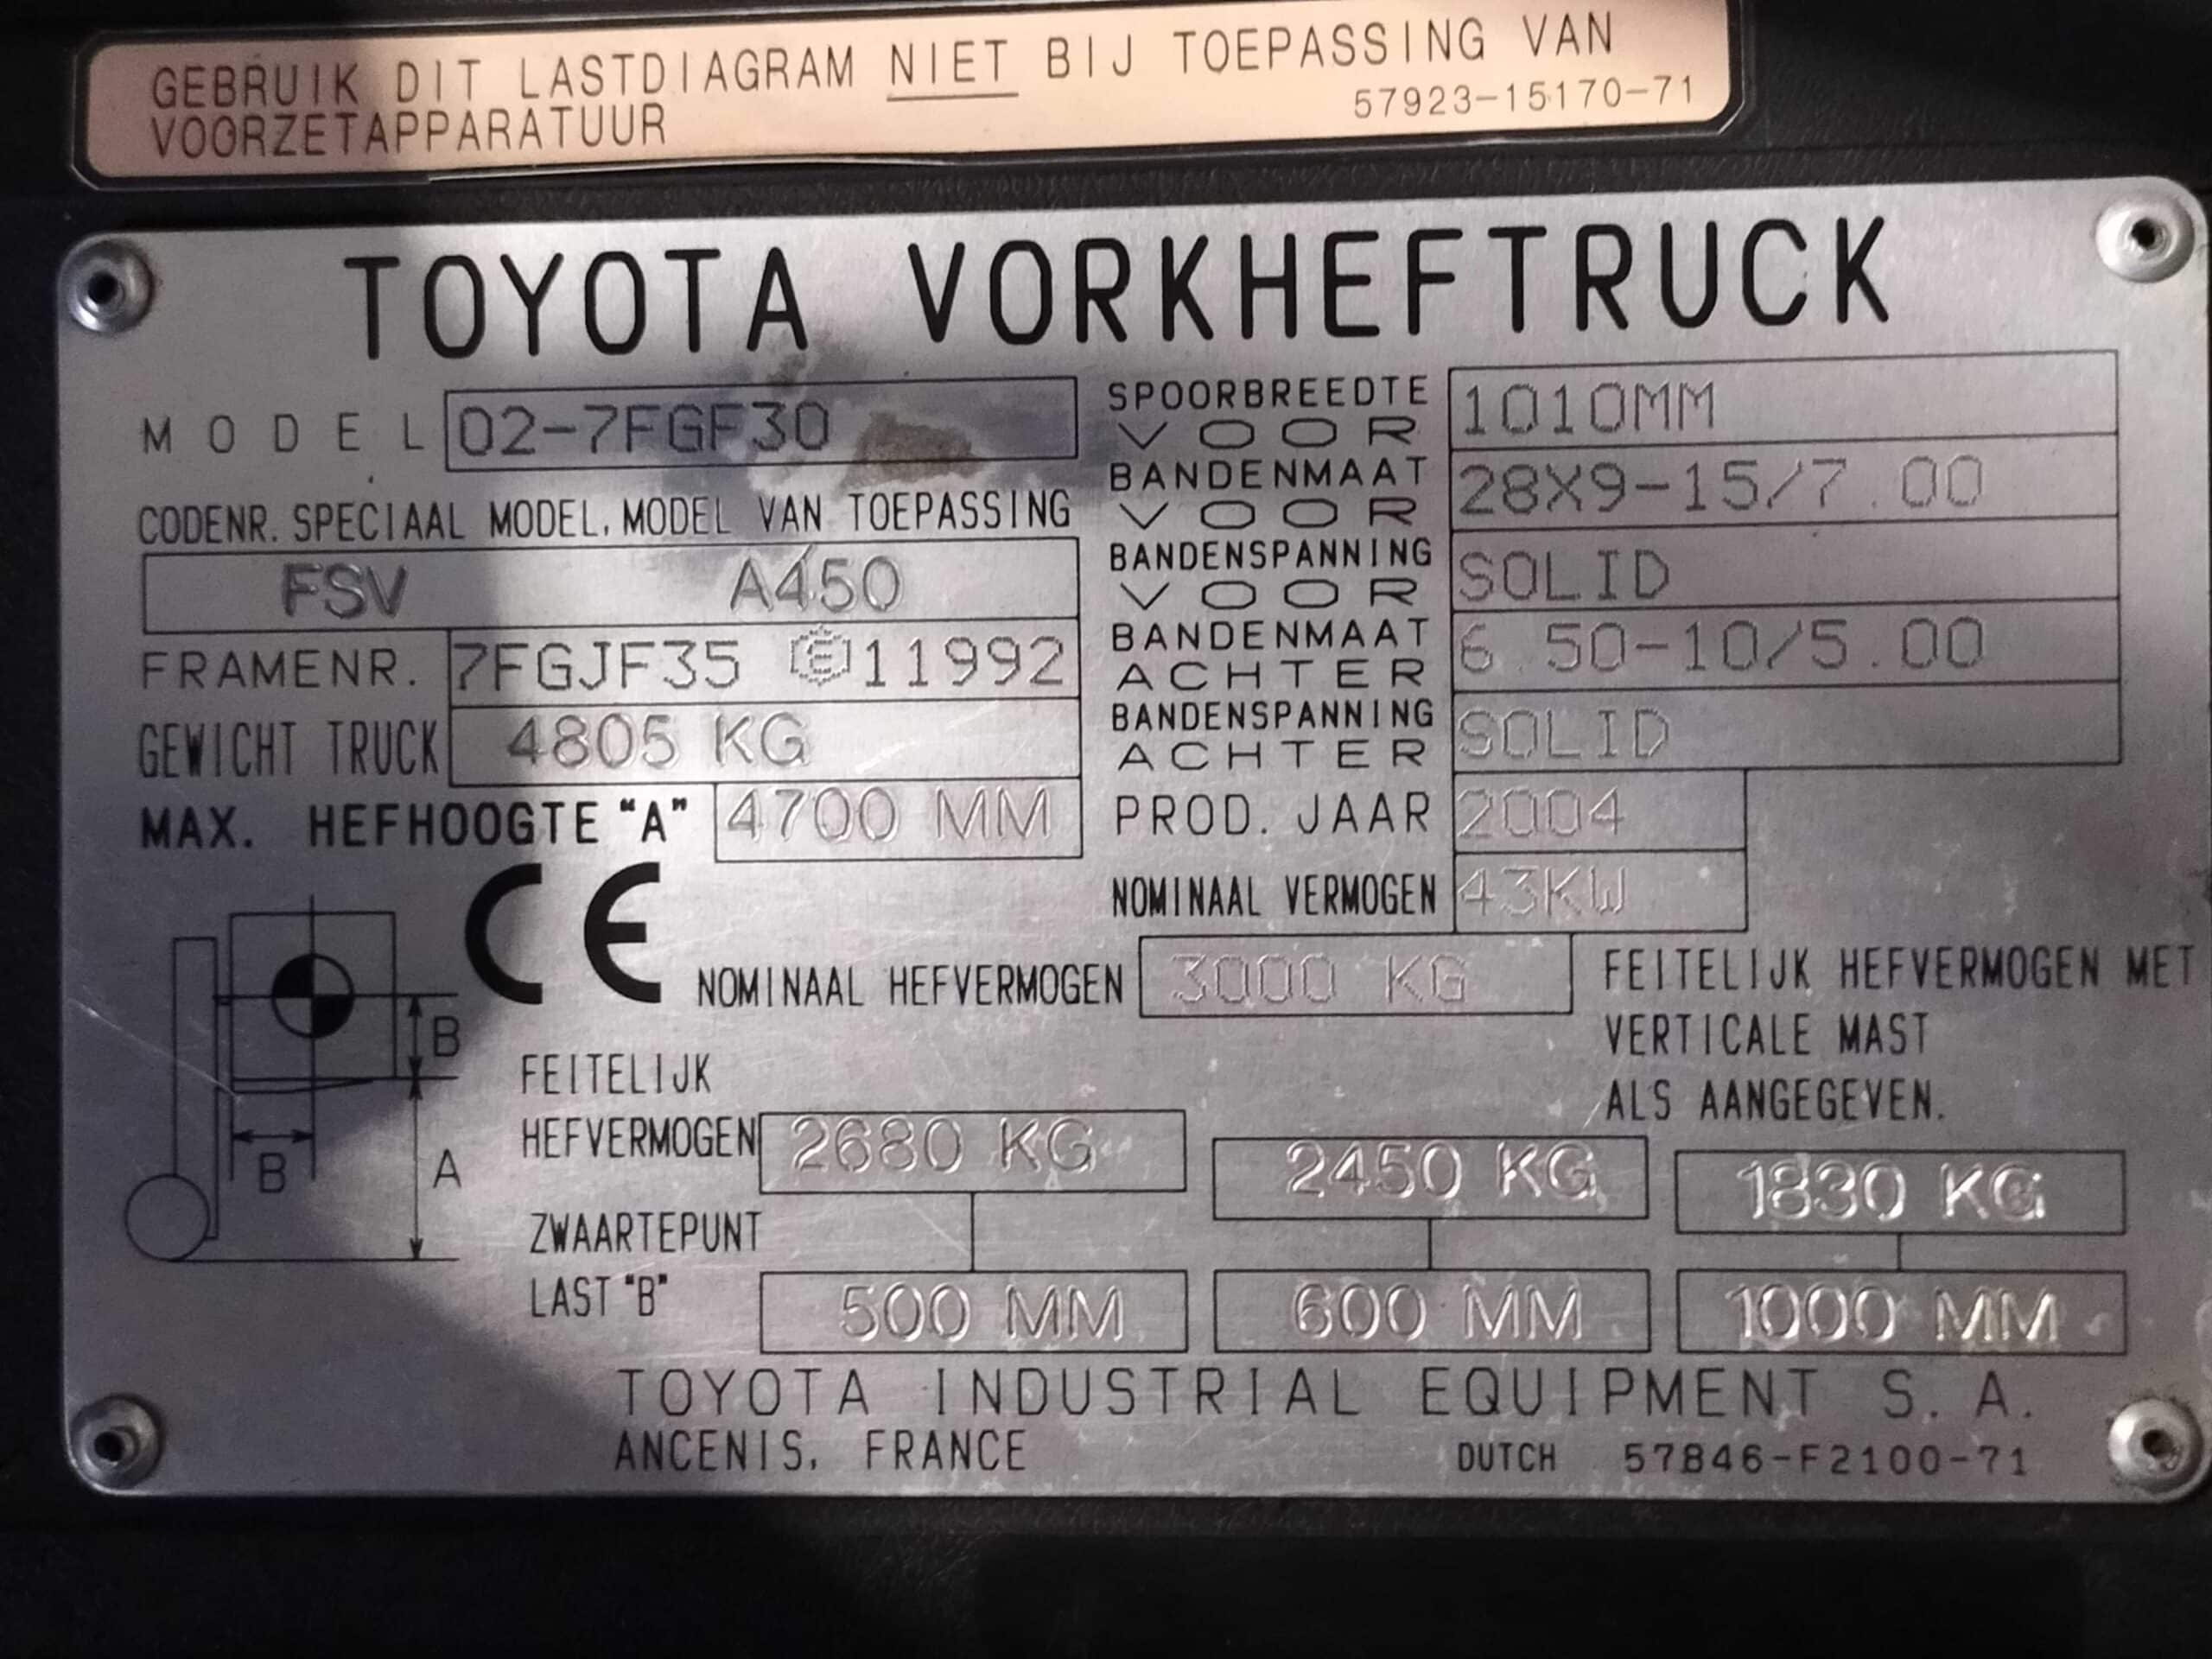 GEBRUIK DIT LASTDIAGRAM NIET BIJ TOEPASSING VAN
VOORZETAPPARATUUR
57923-15170-71
TOYOTA VORKHEFTRUCK
MODEL 02-7FGF30
CODENR. SPECIAAL MODEL, MODEL VAN TOEPASSING
FSV A450
FRAMENR. 7FGJF35 E 11992
GEWICHT TRUCK 4805 KG
MAX. HEFHOOGTE "A" 4700 MM
SPOORBREEDTE
VOOR 1010MM
BANDENMAAT
VOOR 28X9-15/7.00
BANDENSPANNING
VOOR SOLID
BANDENMAAT
ACHTER 6 50-10/5.00
BANDENSPANNING
ACHTER SOLID
PROD. JAAR 2004
NOMINAAL VERMOGEN 43KW
CE
NOMINAAL HEFVERMOGEN 3000 KG
FEITELIJK HEFVERMOGEN MET
VERTICALE MAST
ALS AANGEGEVEN.
B
B
A
FEITELIJK
HEFVERMOGEN 2680 KG 2450 KG 1830 KG
ZWAARTEPUNT
LAST "B" 500 MM 600 MM 1000 MM
TOYOTA INDUSTRIAL EQUIPMENT S. A.
ANCENIS, FRANCE
DUTCH 57846-F2100-71